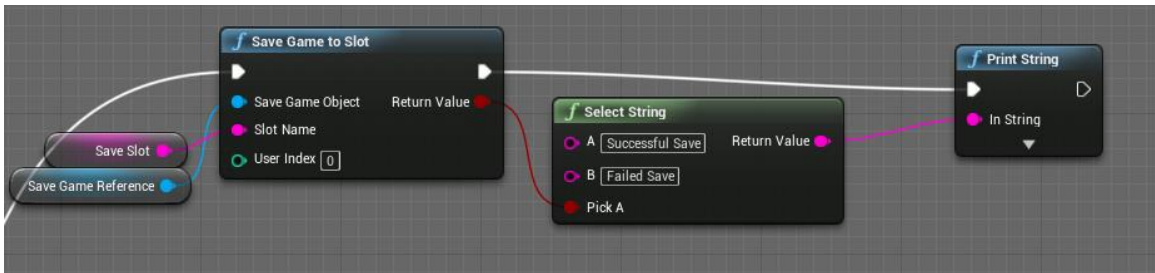 Save Game to Slot
Save Game Object Return Value
Slot Name
User Index 0
Save Slot
Save Game Reference
Select String
A Successful Save Return Value
B Failed Save
Pick A
Print String
In String